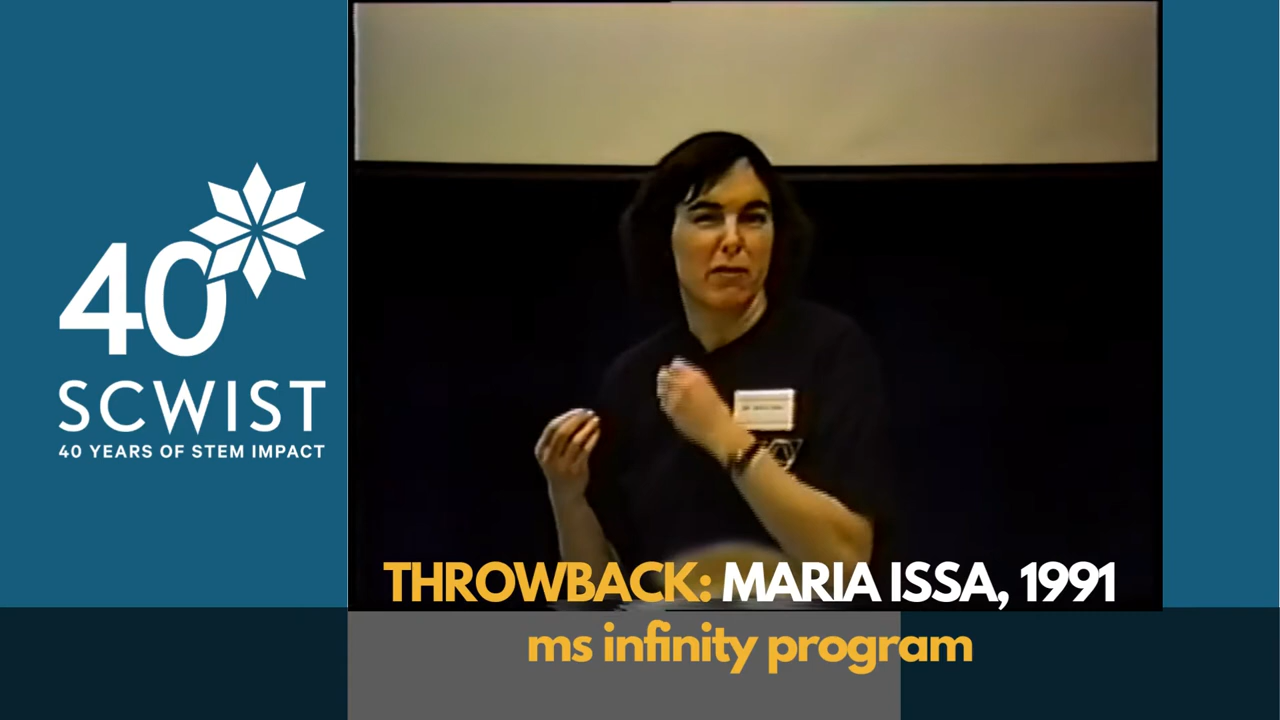 40
SCWIST
40 YEARS OF STEM IMPACT
THROWBACK: MARIA ISSA, 1991
ms infinity program